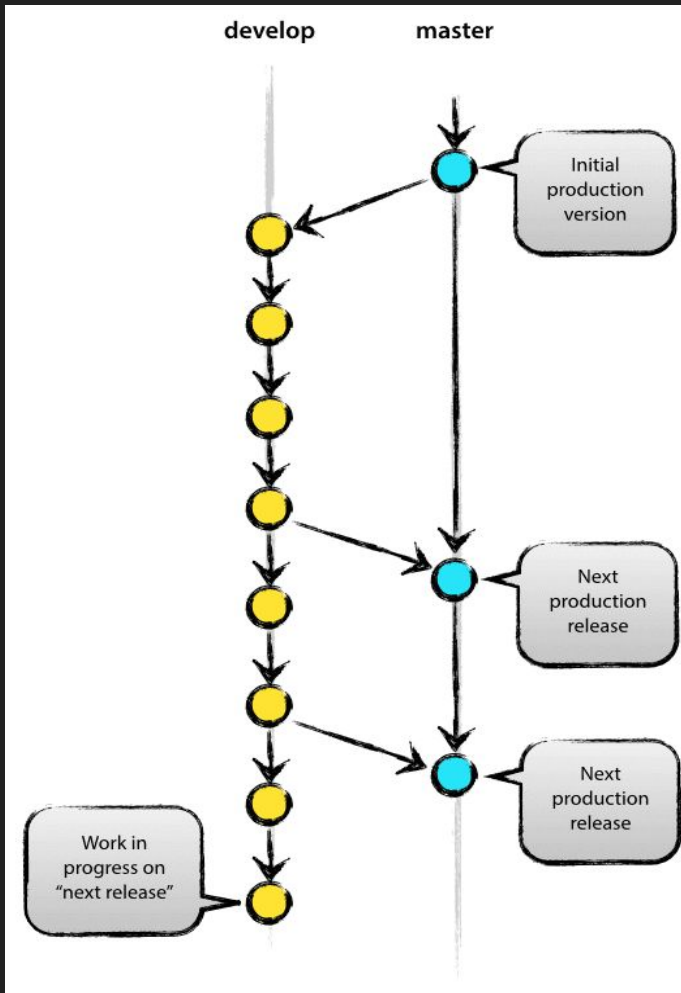 develop
master
Initial
production
version
Next
production
release
Next
production
release
Work in
progress on
“next release”